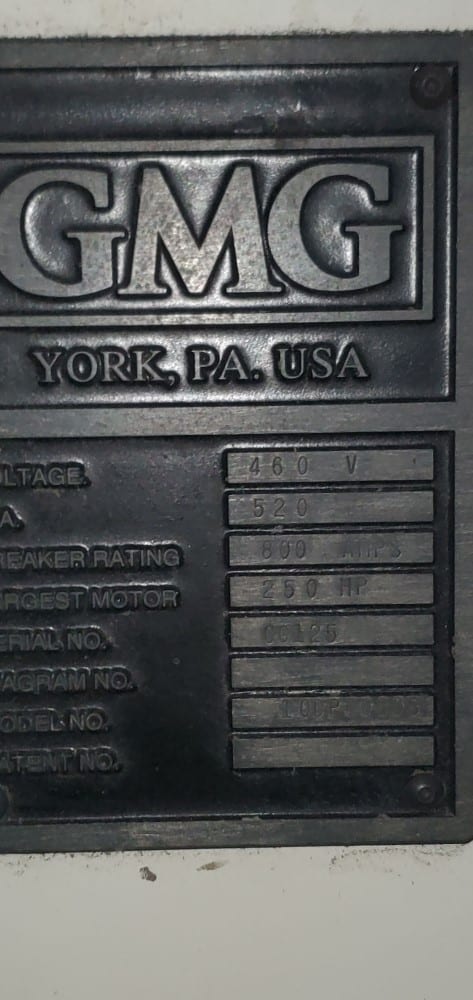 GMG
YORK, PA. USA
LTAGE. 460 V
A. 520
REAKER RATING 800 AMPS
ARGEST MOTOR 250 HP
ERIAL NO.
AGRAM NO.
ODEL NO.
ATENT NO.